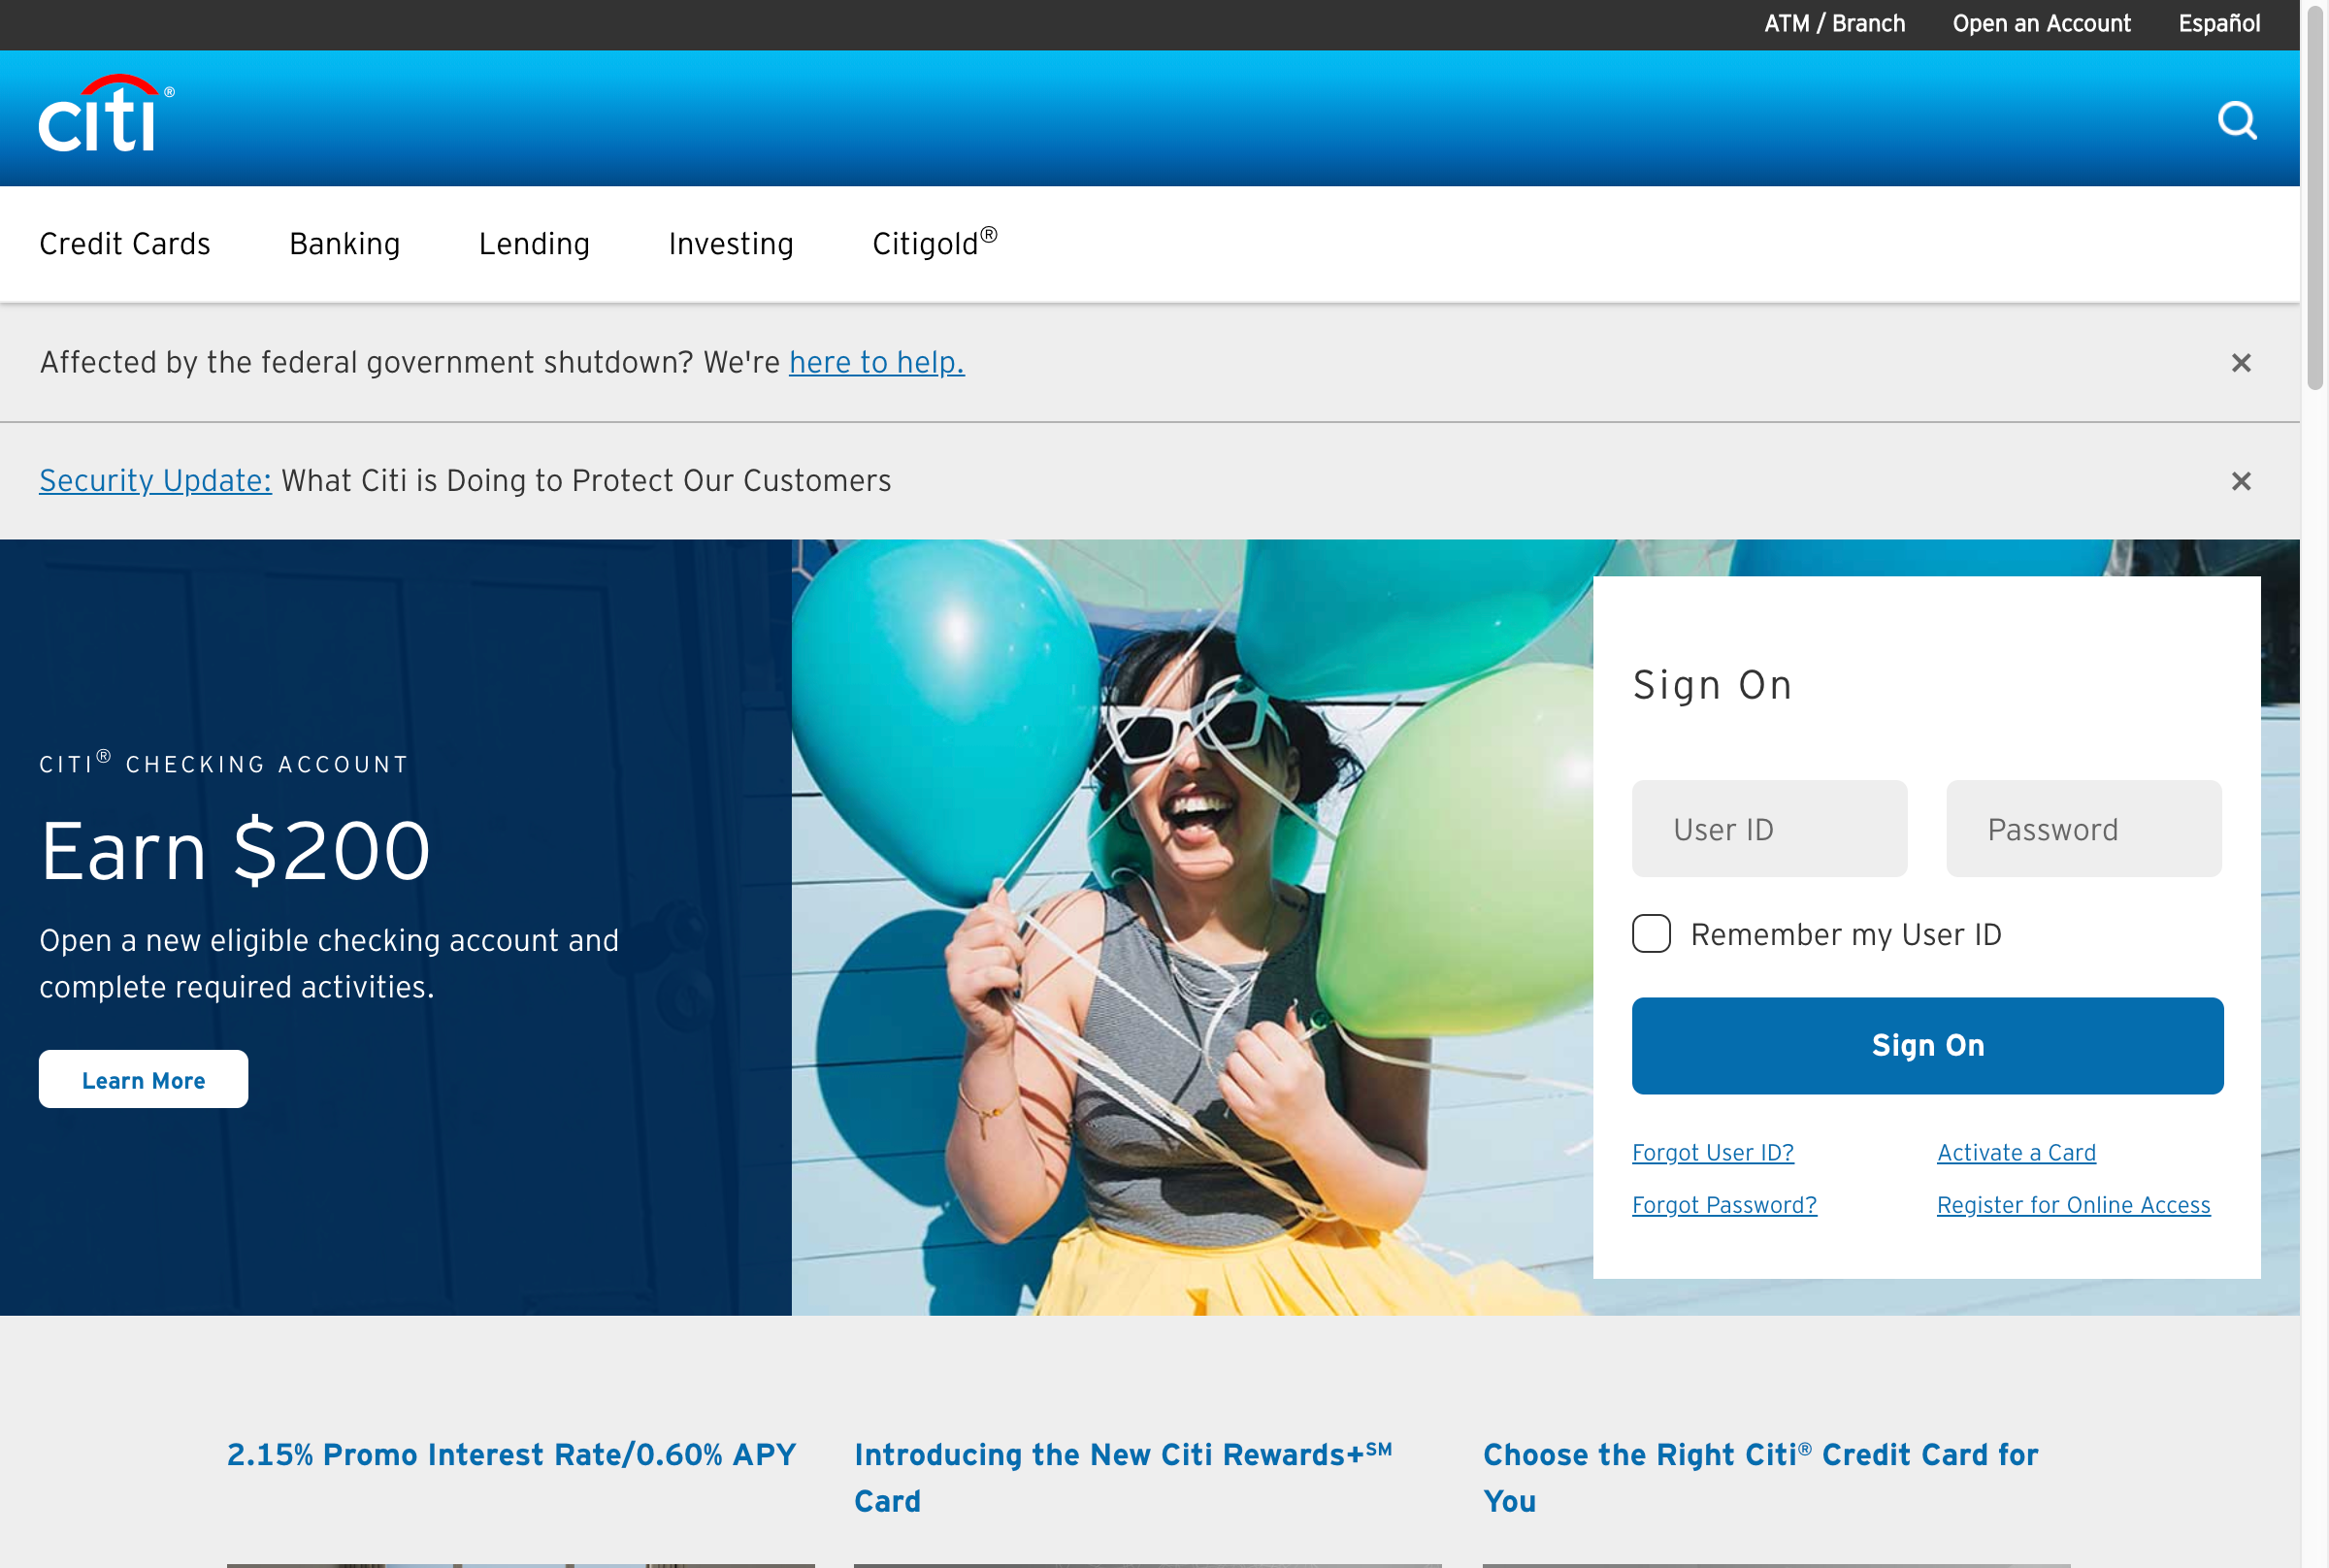 ATM / Branch
Open an Account
Español
citi®
Credit Cards
Banking
Lending
Investing
Citigold®
Affected by the federal government shutdown? We're here to help.
Security Update: What Citi is Doing to Protect Our Customers
CITI® CHECKING ACCOUNT
Earn $200
Open a new eligible checking account and
complete required activities.
Learn More
Sign On
User ID
Password
Remember my User ID
Sign On
Forgot User ID?
Activate a Card
Forgot Password?
Register for Online Access
2.15% Promo Interest Rate/0.60% APY
Introducing the New Citi Rewards+℠
Card
Choose the Right Citi® Credit Card for
You